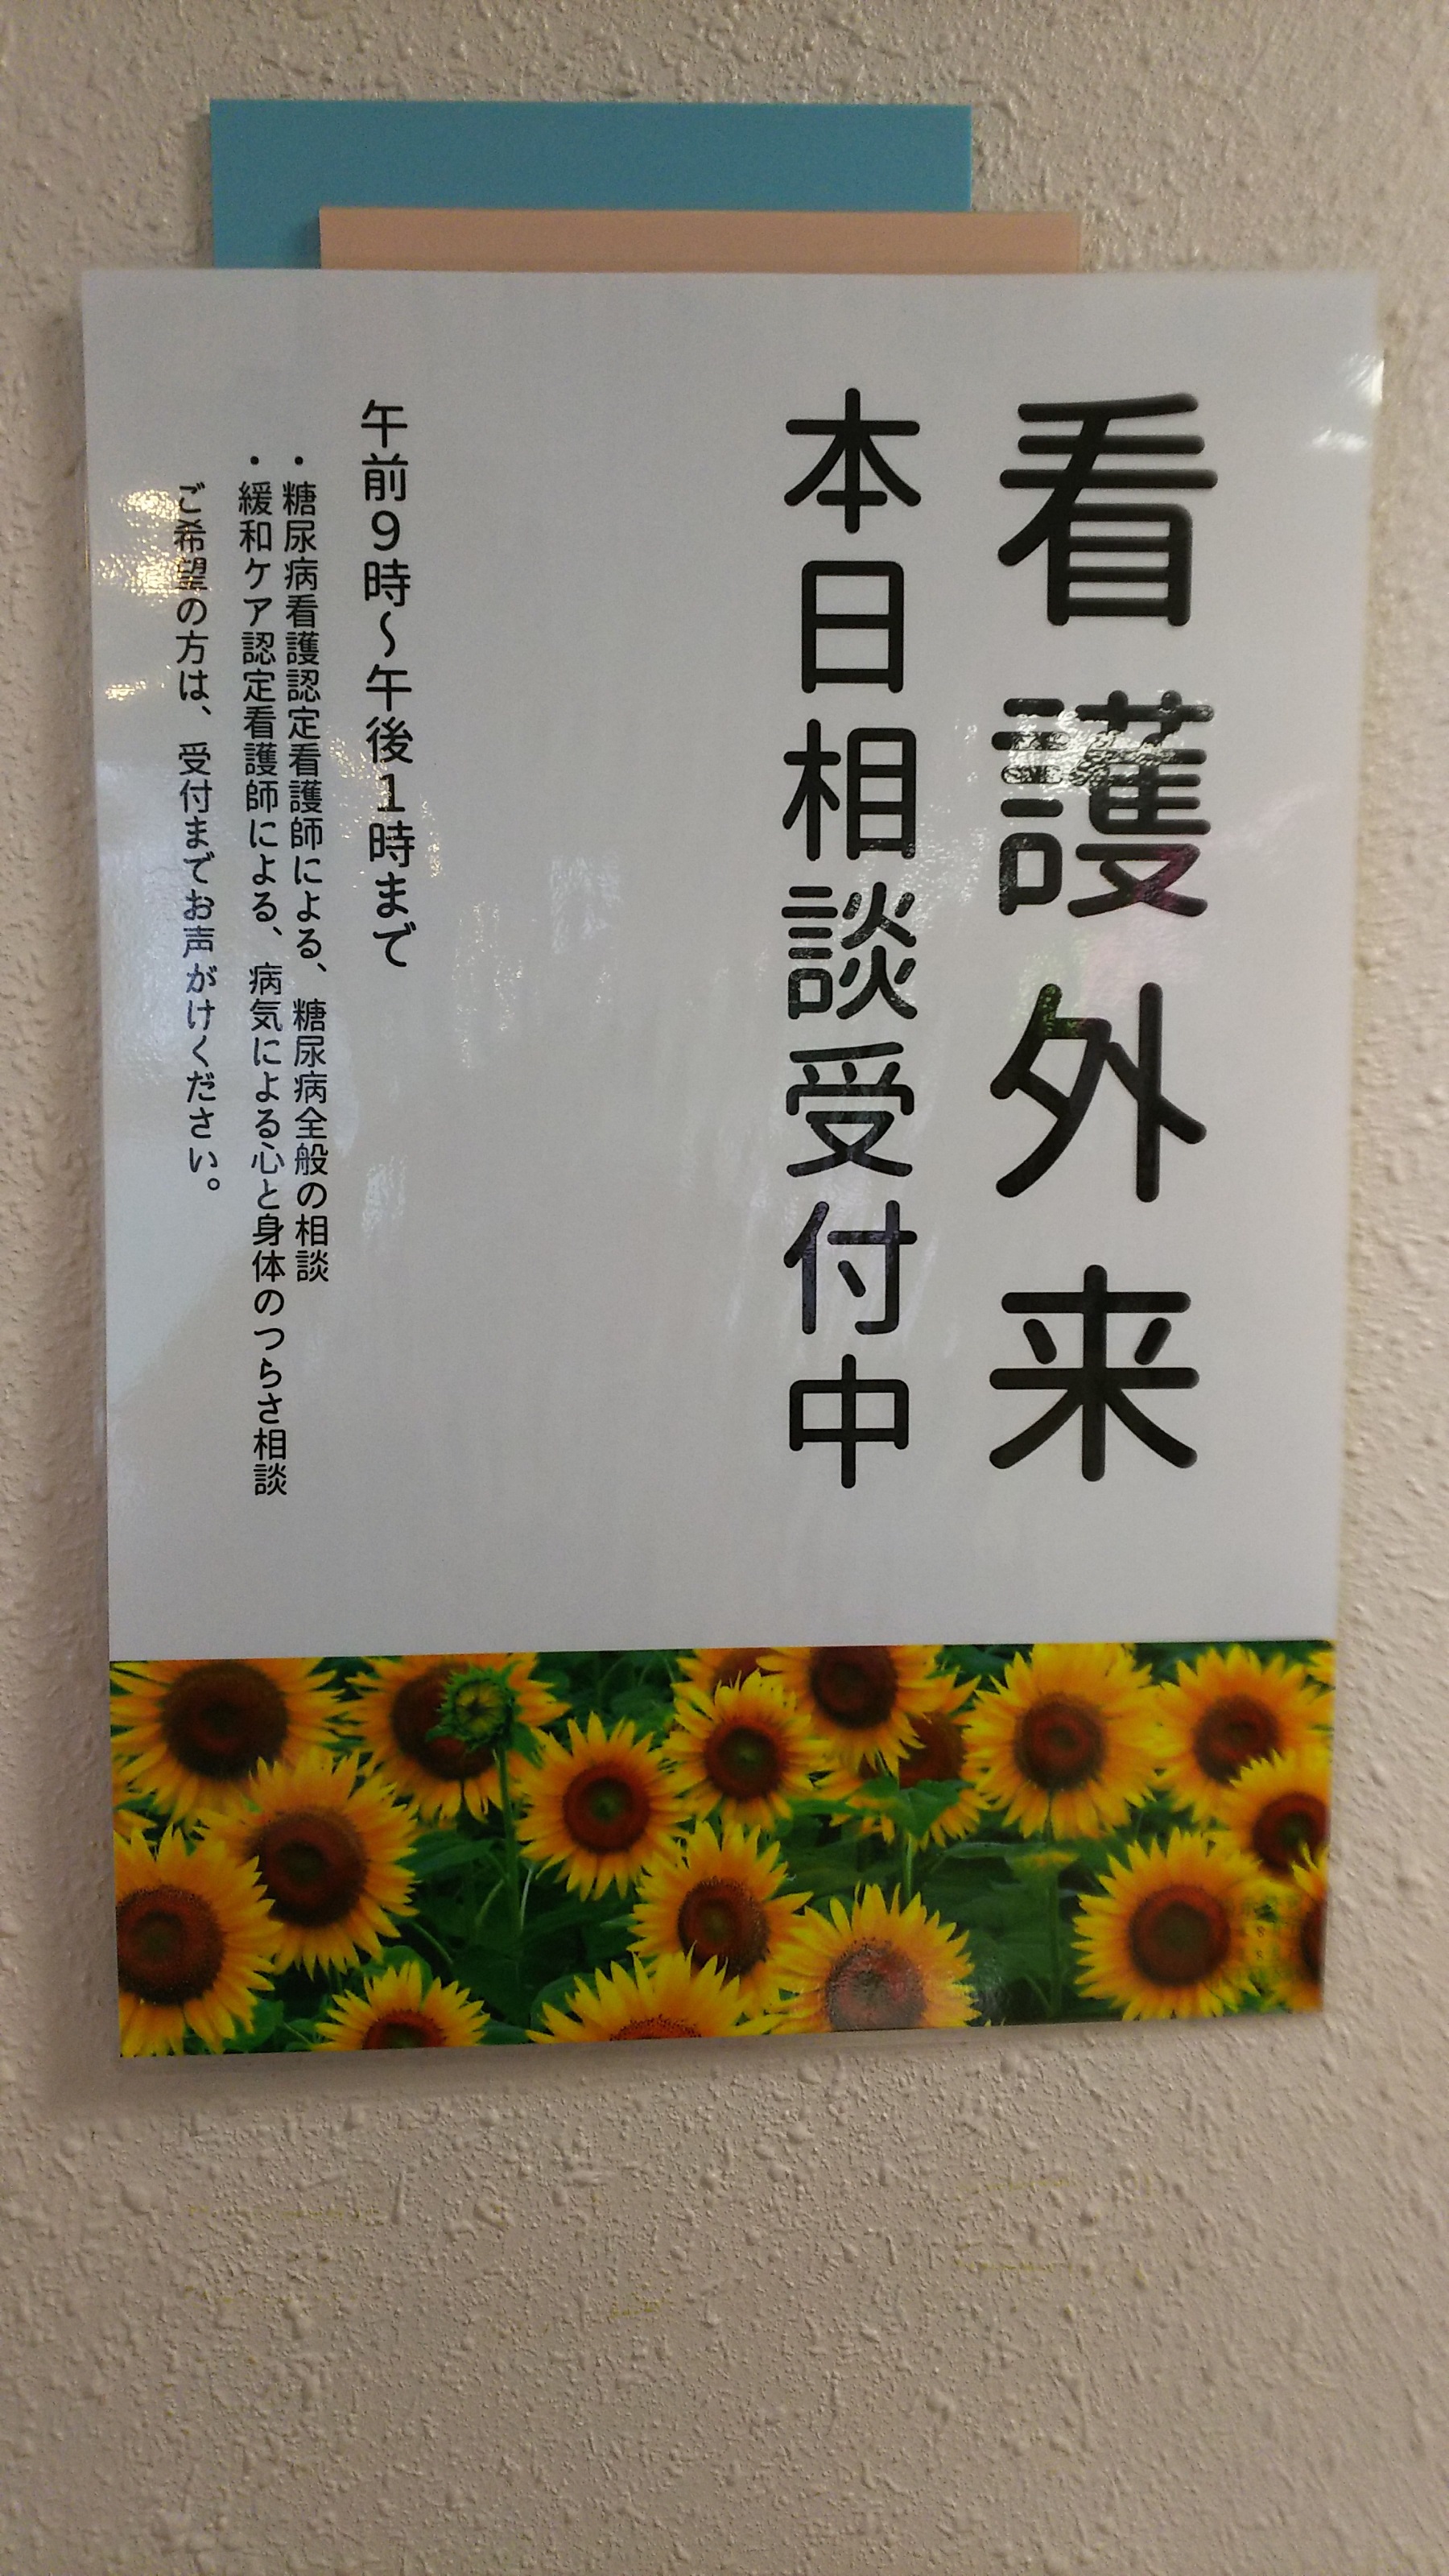 看護外来
本日相談受付中
午前9時～午後1時まで
・糖尿病看護認定看護師による、糖尿病全般の相談
・緩和ケア認定看護師による、病気による心と身体のつらさ相談
ご希望の方は、受付までお声がけください。